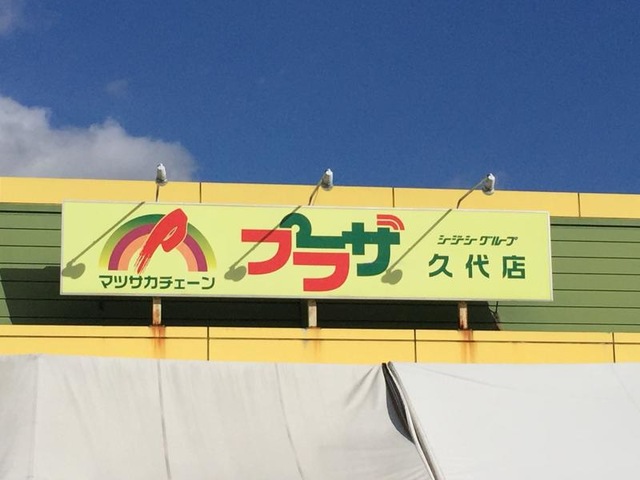 マツサカチェーン
プラザ
シージーシーグループ
久代店